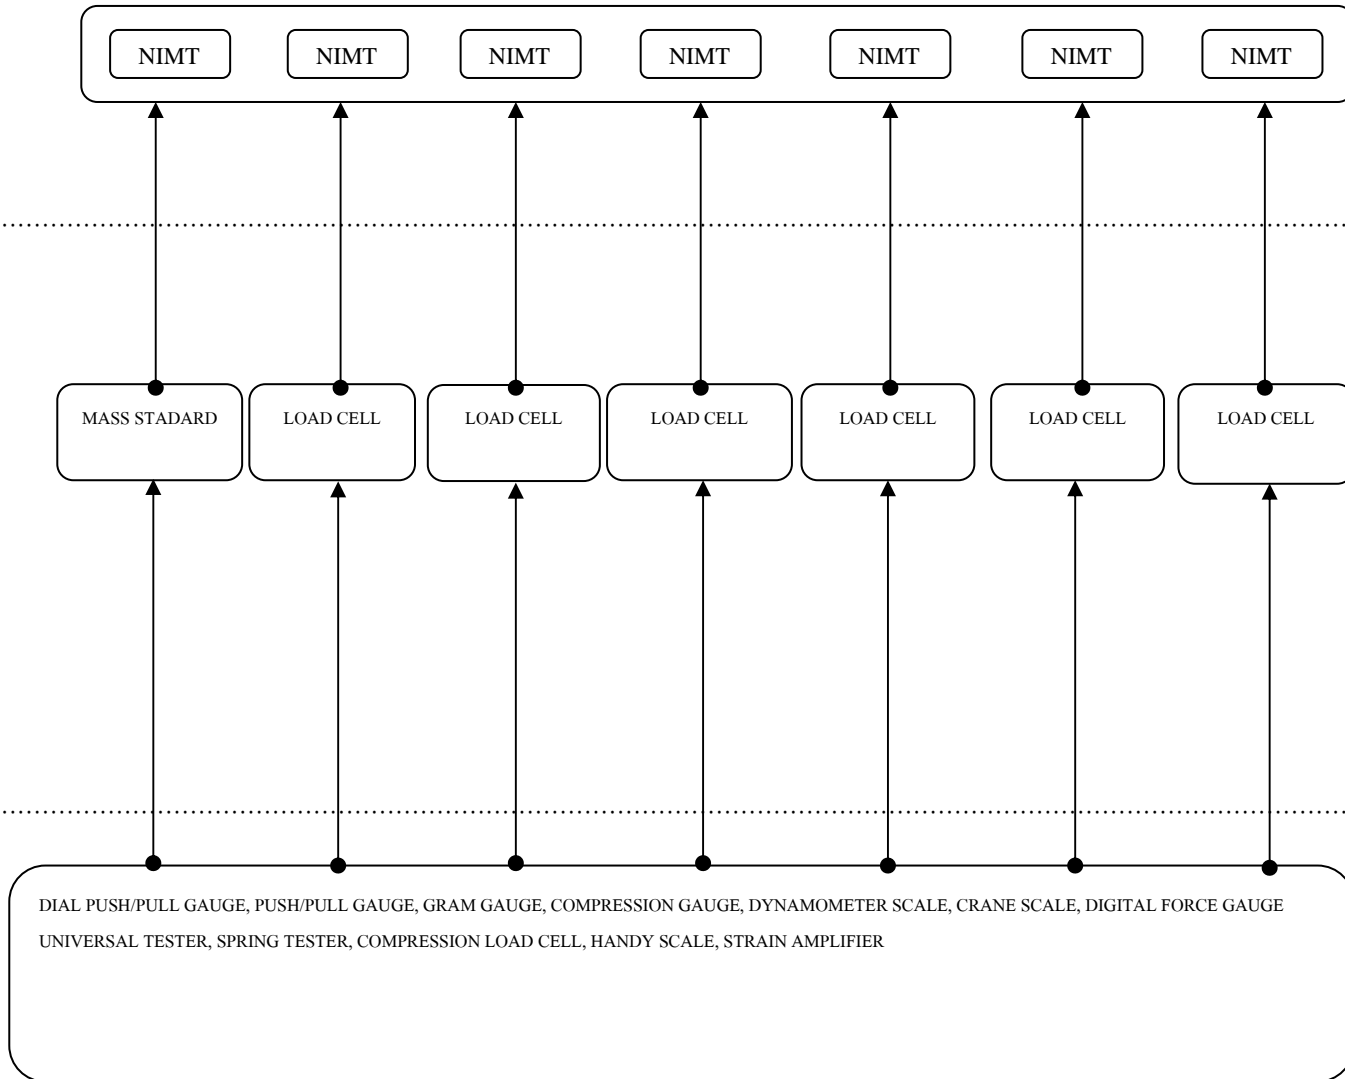 NIMT NIMT NIMT NIMT NIMT NIMT NIMT
MASS STADARD LOAD CELL LOAD CELL LOAD CELL LOAD CELL LOAD CELL LOAD CELL
DIAL PUSH/PULL GAUGE, PUSH/PULL GAUGE, GRAM GAUGE, COMPRESSION GAUGE, DYNAMOMETER SCALE, CRANE SCALE, DIGITAL FORCE GAUGE
UNIVERSAL TESTER, SPRING TESTER, COMPRESSION LOAD CELL, HANDY SCALE, STRAIN AMPLIFIER